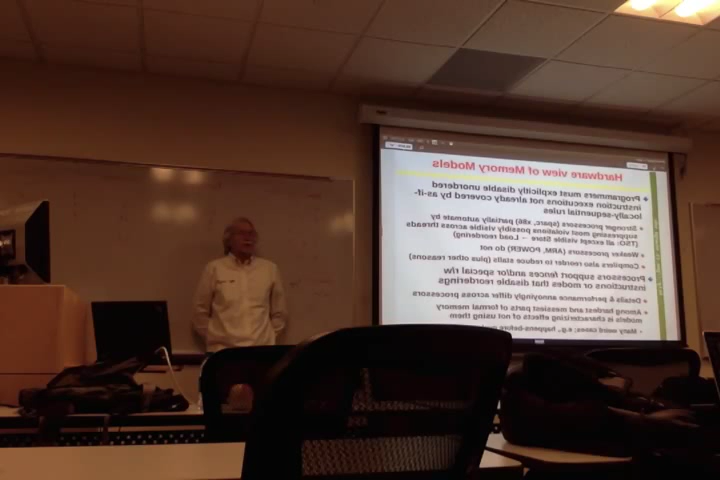 Hardware view of Memory Models
Programmers must explicitly disable unordered
instruction executions not already covered by as-if-
locally-sequential rules
Stronger processors (sparc, x86) partially automate by
suppressing most violations possibly visible across threads
(TSO: all except visible Store → Load reordering)
Weaker processors (ARM, POWER) do not
Compilers also reorder to reduce stalls (plus other reasons)
Processors support fences and/or special r/w
instructions or modes that disable reorderings
Details & performance annoyingly differ across processors
Among hardest and messiest parts of formal memory
models is characterizing effects of not using them
Many weird cases; e.g., happens-before